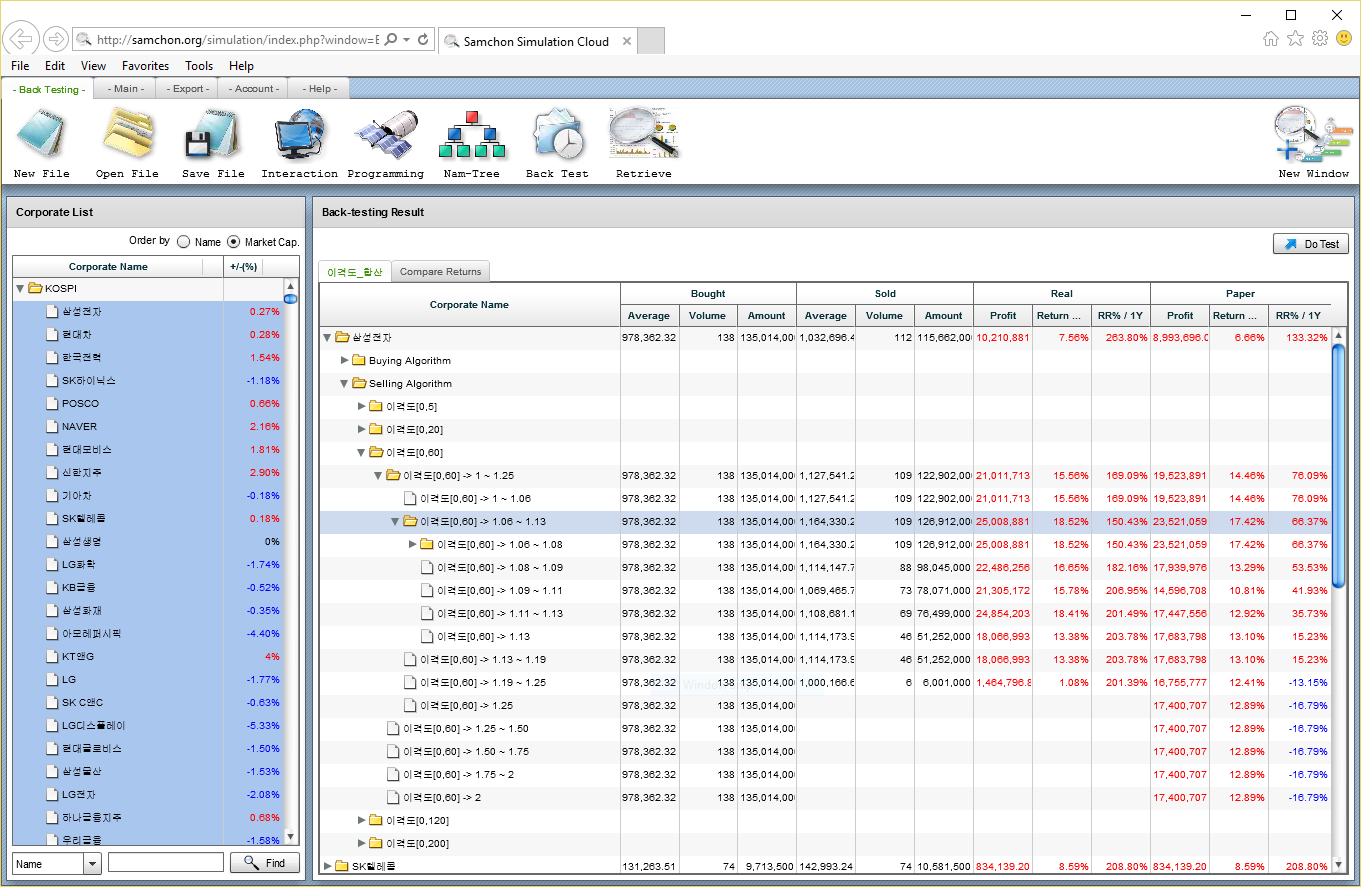 http://samchon.org/simulation/index.php?window=E
Samchon Simulation Cloud
File Edit View Favorites Tools Help
- Back Testing - - Main - - Export - - Account - - Help -
New File Open File Save File Interaction Programming Nam-Tree Back Test Retrieve New Window
Corporate List
Order by Name Market Cap.
Corporate Name +/-(%)
KOSPI
삼성전자 0.27%
현대차 0.28%
한국전력 1.54%
SK하이닉스 -1.18%
POSCO 0.66%
NAVER 2.16%
현대모비스 1.81%
신한지주 2.90%
기아차 -0.18%
SK텔레콤 0.18%
삼성생명 0%
LG화학 -1.74%
KB금융 -0.52%
삼성화재 -0.35%
아모레퍼시픽 -4.40%
KT앤G 4%
LG -1.77%
SK C앤C -0.63%
LG디스플레이 -5.33%
현대글로비스 -1.50%
삼성물산 -1.53%
LG전자 -2.08%
하나금융지주 0.68%
우리금융 -1.58%
Name Find
Back-testing Result
Do Test
이격도_합산 Compare Returns
Corporate Name Bought Sold Real Paper
Average Volume Amount Average Volume Amount Profit Return ... RR% / 1Y Profit Return ... RR% / 1Y
삼성전자 978,362.32 138 135,014,00 1,032,696.4 112 115,662,00 10,210,881 7.56% 263.80% 8,993,696.0 6.66% 133.32%
Buying Algorithm
Selling Algorithm
이격도[0,5]
이격도[0,20]
이격도[0,60]
이격도[0,60] -> 1 ~ 1.25 978,362.32 138 135,014,00 1,127,541.2 109 122,902,00 21,011,713 15.56% 169.09% 19,523,891 14.46% 76.09%
이격도[0,60] -> 1 ~ 1.06 978,362.32 138 135,014,00 1,127,541.2 109 122,902,00 21,011,713 15.56% 169.09% 19,523,891 14.46% 76.09%
이격도[0,60] -> 1.06 ~ 1.13 978,362.32 138 135,014,00 1,164,330.2 109 126,912,00 25,008,881 18.52% 150.43% 23,521,059 17.42% 66.37%
이격도[0,60] -> 1.06 ~ 1.08 978,362.32 138 135,014,00 1,164,330.2 109 126,912,00 25,008,881 18.52% 150.43% 23,521,059 17.42% 66.37%
이격도[0,60] -> 1.08 ~ 1.09 978,362.32 138 135,014,00 1,114,147.7 88 98,045,000 22,486,256 16.65% 182.16% 17,939,976 13.29% 53.53%
이격도[0,60] -> 1.09 ~ 1.11 978,362.32 138 135,014,00 1,069,465.7 73 78,071,000 21,305,172 15.78% 206.95% 14,596,708 10.81% 41.93%
이격도[0,60] -> 1.11 ~ 1.13 978,362.32 138 135,014,00 1,108,681.1 69 76,499,000 24,854,203 18.41% 201.49% 17,447,556 12.92% 35.73%
이격도[0,60] -> 1.13 978,362.32 138 135,014,00 1,114,173.9 46 51,252,000 18,066,993 13.38% 203.78% 17,683,798 13.10% 15.23%
이격도[0,60] -> 1.13 ~ 1.19 978,362.32 138 135,014,00 1,114,173.9 46 51,252,000 18,066,993 13.38% 203.78% 17,683,798 13.10% 15.23%
이격도[0,60] -> 1.19 ~ 1.25 978,362.32 138 135,014,00 1,000,166.6 6 6,001,000 1,464,796.8 1.08% 201.39% 16,755,777 12.41% -13.15%
이격도[0,60] -> 1.25 978,362.32 138 135,014,00 17,400,707 12.89% -16.79%
이격도[0,60] -> 1.25 ~ 1.50 978,362.32 138 135,014,00 17,400,707 12.89% -16.79%
이격도[0,60] -> 1.50 ~ 1.75 978,362.32 138 135,014,00 17,400,707 12.89% -16.79%
이격도[0,60] -> 1.75 ~ 2 978,362.32 138 135,014,00 17,400,707 12.89% -16.79%
이격도[0,60] -> 2 978,362.32 138 135,014,00 17,400,707 12.89% -16.79%
이격도[0,120]
이격도[0,200]
SK텔레콤 131,263.51 74 9,713,500 142,993.24 74 10,581,500 834,139.20 8.59% 208.80% 834,139.20 8.59% 208.80%